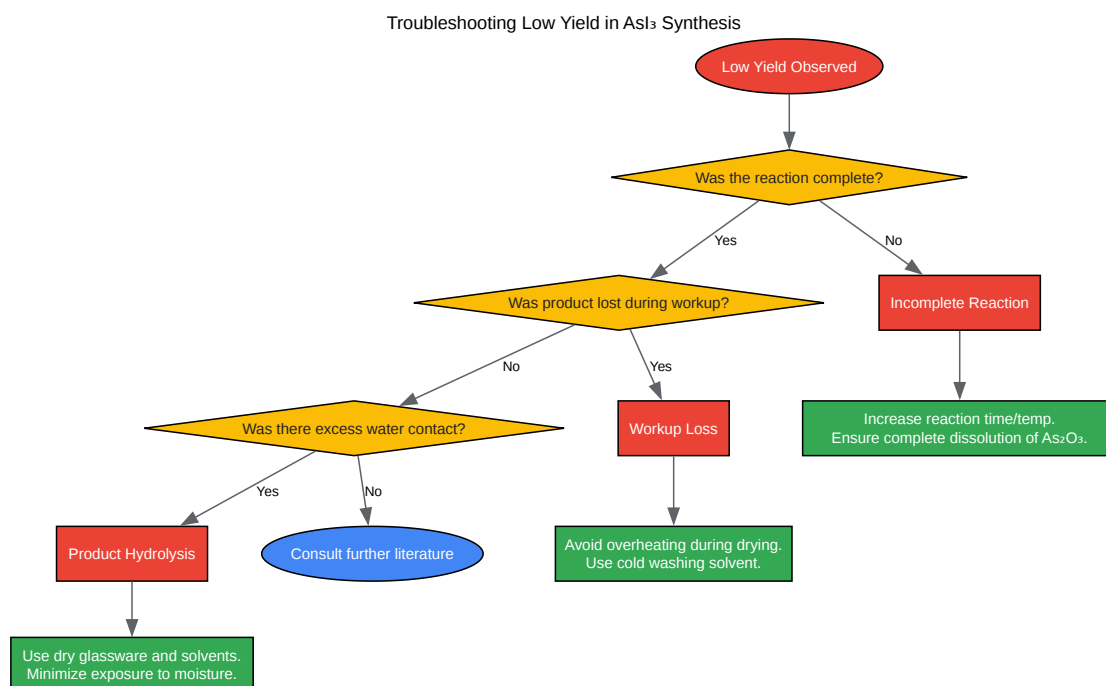 Troubleshooting Low Yield in AsI₃ Synthesis
Low Yield Observed
Was the reaction complete?
Yes
No
Was product lost during workup?
Incomplete Reaction
No
Yes
Was there excess water contact?
Workup Loss
Increase reaction time/temp.
Ensure complete dissolution of As₂O₃.
Yes
No
Product Hydrolysis
Consult further literature
Avoid overheating during drying.
Use cold washing solvent.
Use dry glassware and solvents.
Minimize exposure to moisture.